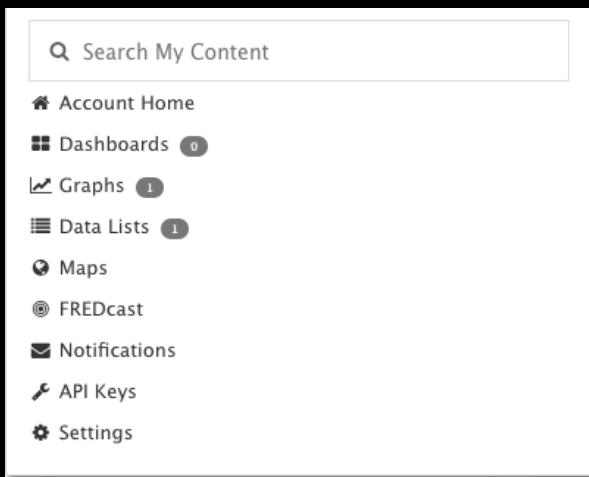 Search My Content
Account Home
Dashboards 0
Graphs 1
Data Lists 1
Maps
FREDcast
Notifications
API Keys
Settings